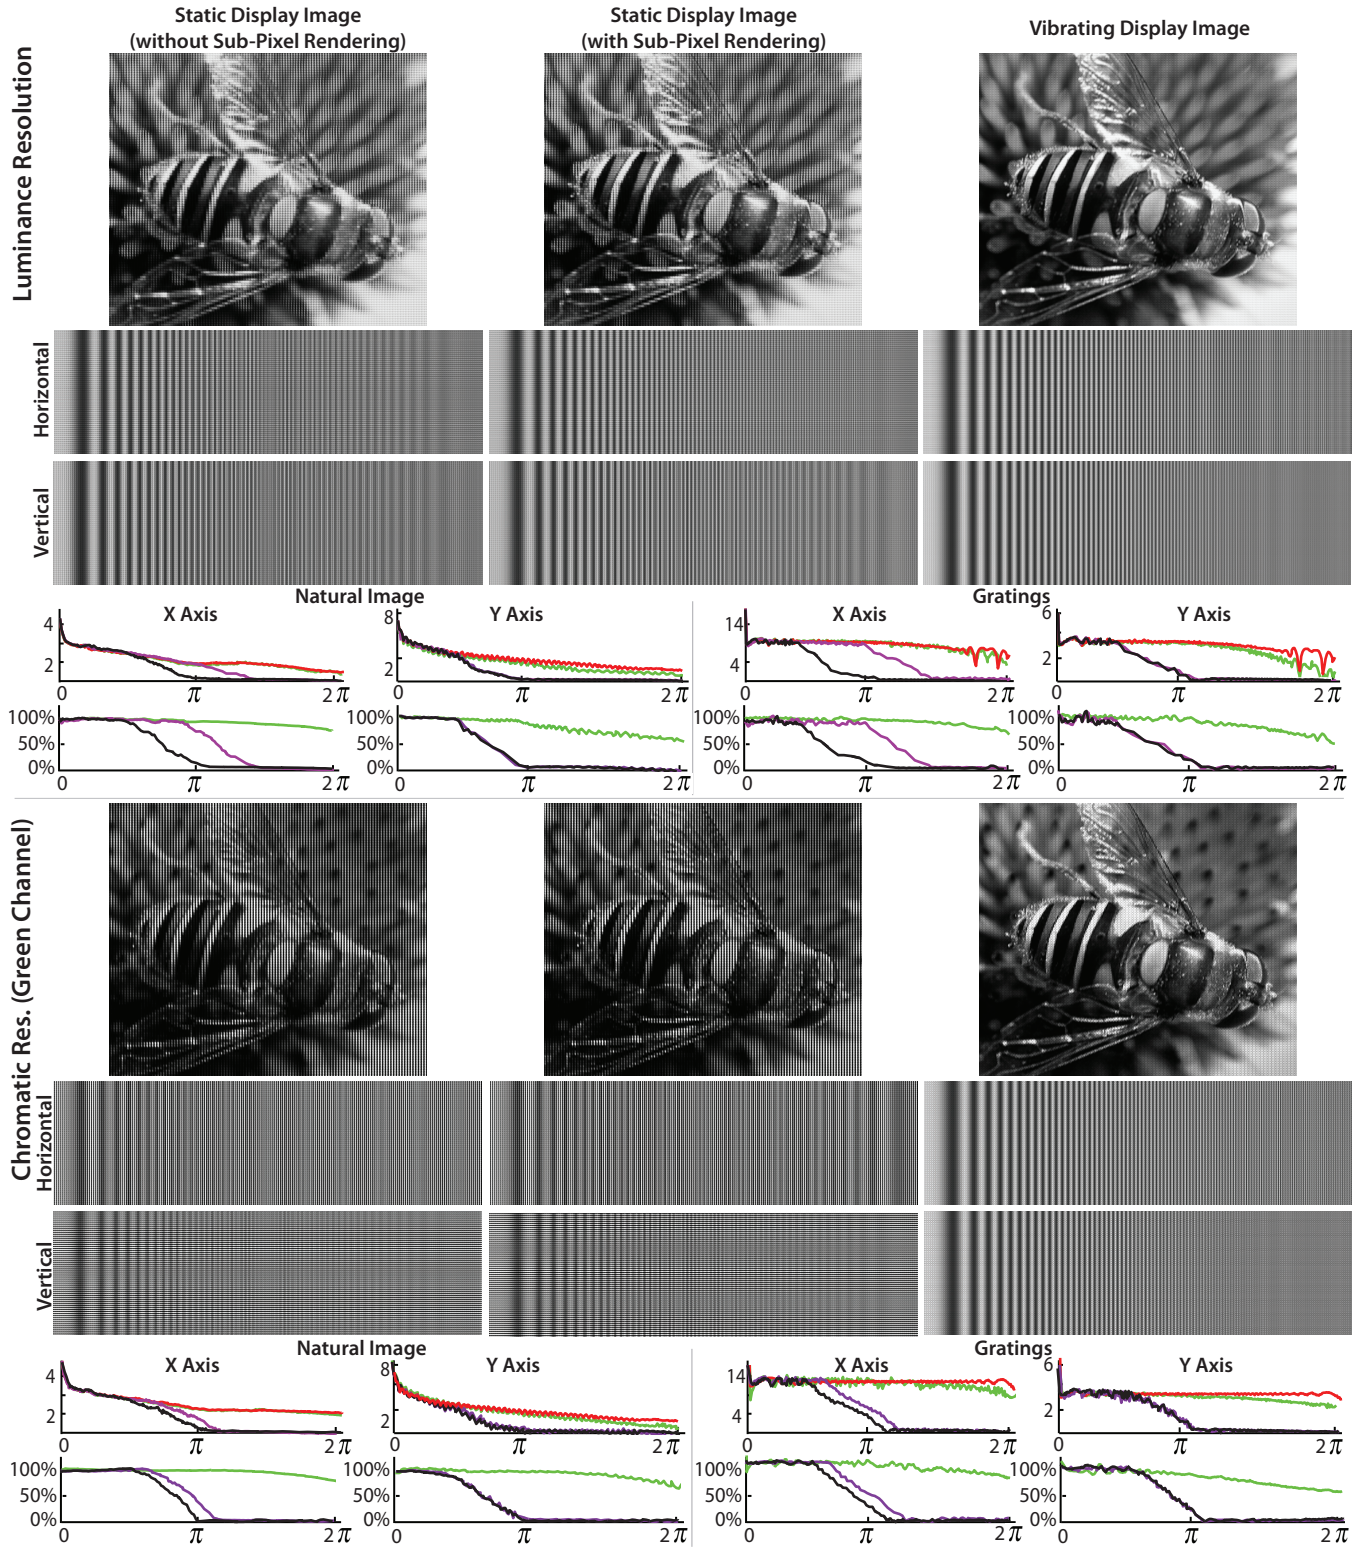 Static Display Image
(without Sub-Pixel Rendering)
Static Display Image
(with Sub-Pixel Rendering)
Vibrating Display Image
Luminance Resolution
Horizontal
Vertical
Natural Image
Gratings
X Axis
Y Axis
X Axis
Y Axis
4
2
0
π
2π
8
2
0
π
2π
14
4
0
π
2π
6
2
0
π
2π
100%
50%
0%
0
π
2π
100%
50%
0%
0
π
2π
100%
50%
0%
0
π
2π
100%
50%
0%
0
π
2π
Chromatic Res. (Green Channel)
Horizontal
Vertical
Natural Image
Gratings
X Axis
Y Axis
X Axis
Y Axis
4
2
0
π
2π
8
2
0
π
2π
14
4
0
π
2π
6
2
0
π
2π
100%
50%
0%
0
π
2π
100%
50%
0%
0
π
2π
100%
50%
0%
0
π
2π
100%
50%
0%
0
π
2π